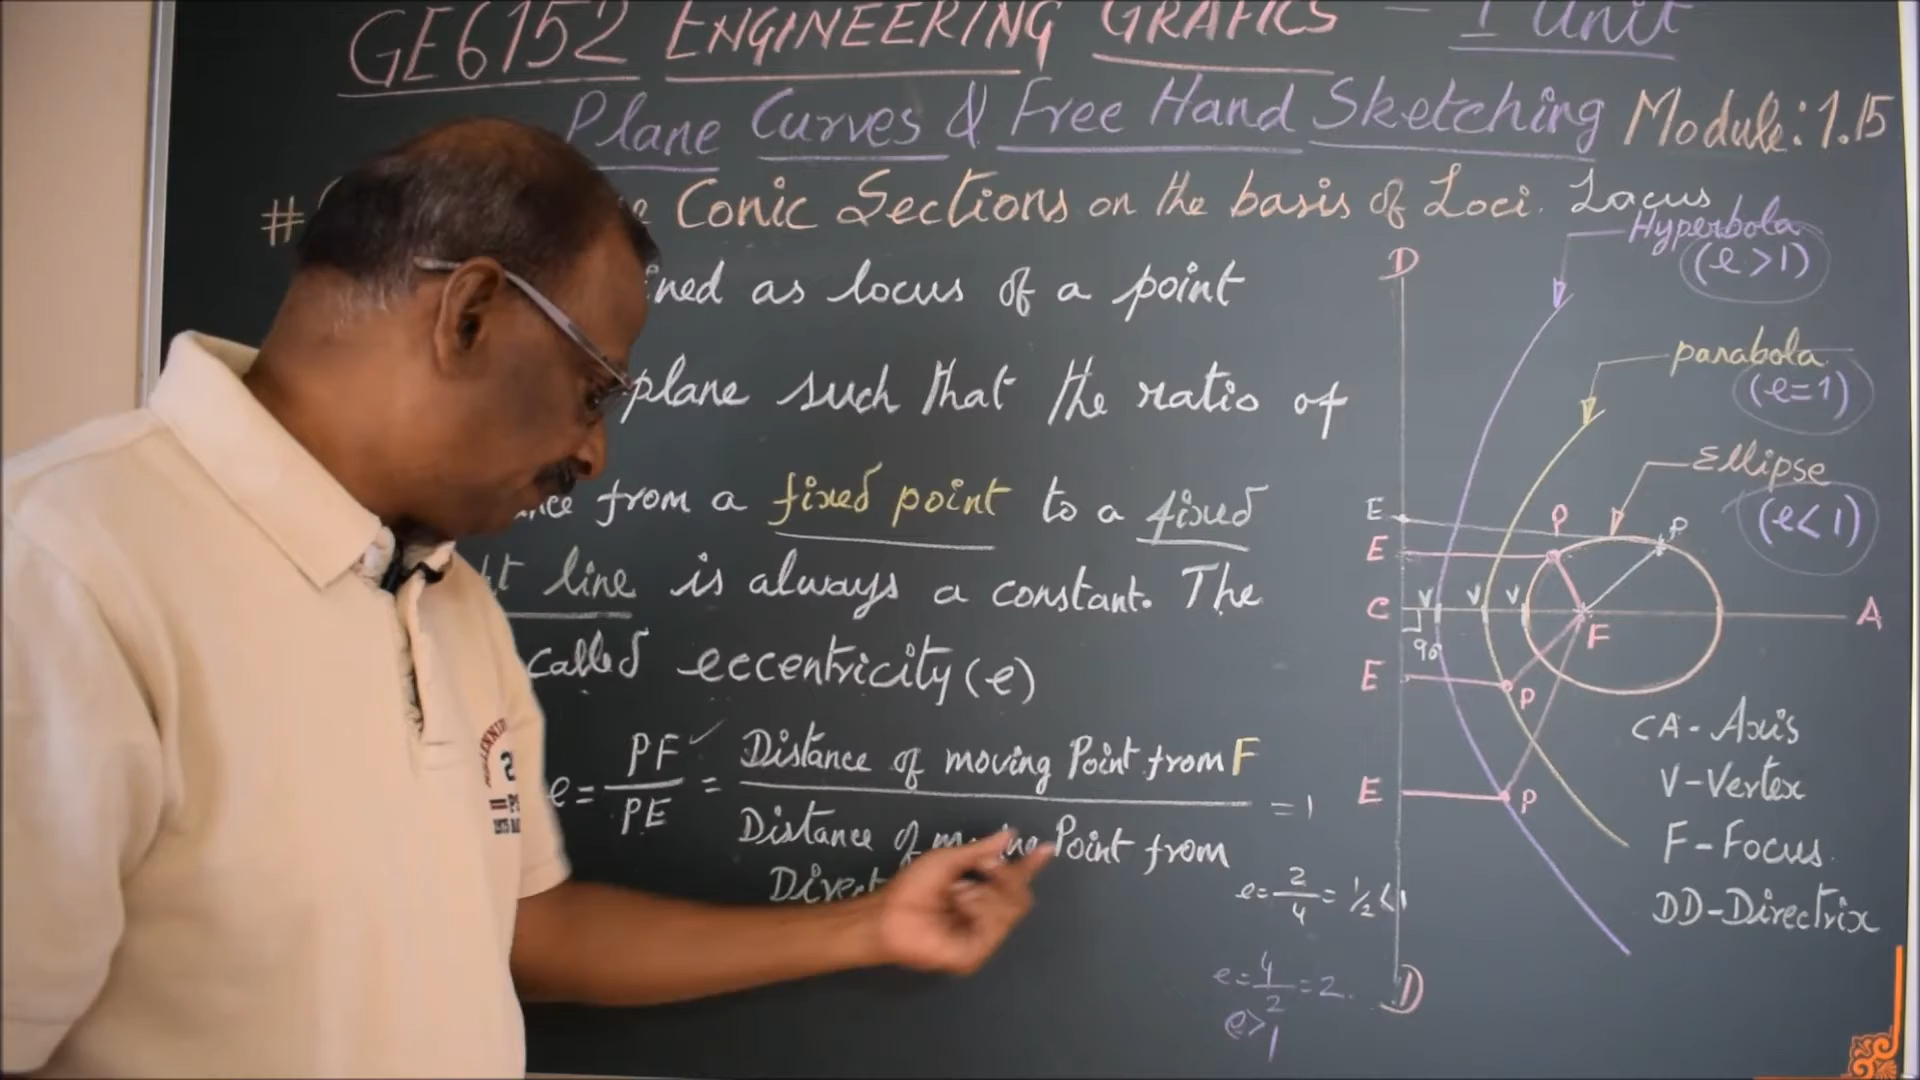 GE6152 ENGINEERING GRAFICS - I Unit
Plane Curves & Free Hand Sketching Module: 1.15
# Conic Sections on the basis of Loci. Locus
ined as locus of a point
plane such that the ratio of
from a fixed point to a fixed
line is always a constant. The
called eccentricity (e)
e = PF / PE = Distance of moving Point from F / Distance of moving Point from = 1
e = 2/4 = 1/2 < 1
e = 4/2 = 2.
e > 1
Hyperbola
(e > 1)
parabola
(e = 1)
Ellipse
(e < 1)
D
E
P
P
E
C
V
V
V
A
90
F
E
P
E
P
D
CA - Axis
V - Vertex
F - Focus.
DD - Directrix
2